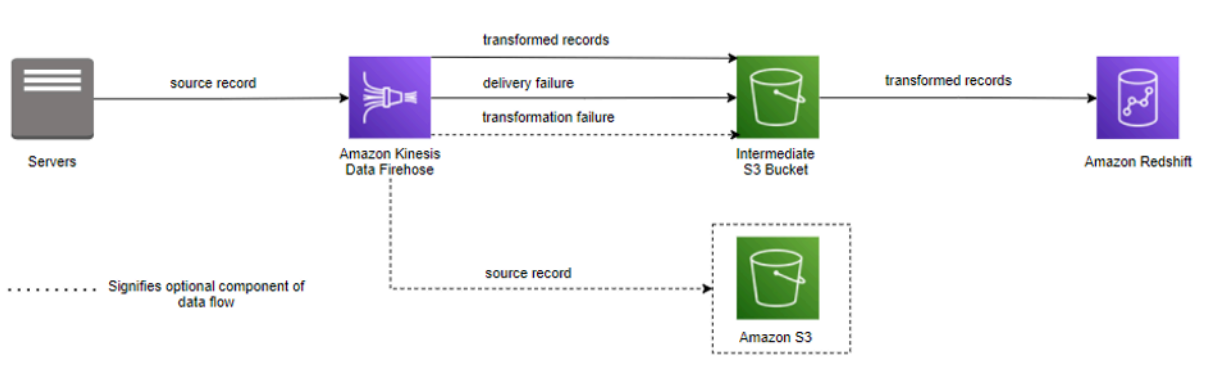 transformed records
source record
delivery failure
transformed records
transformation failure
Servers
Amazon Kinesis
Data Firehose
Intermediate
S3 Bucket
Amazon Redshift
source record
Signifies optional component of
data flow
Amazon S3